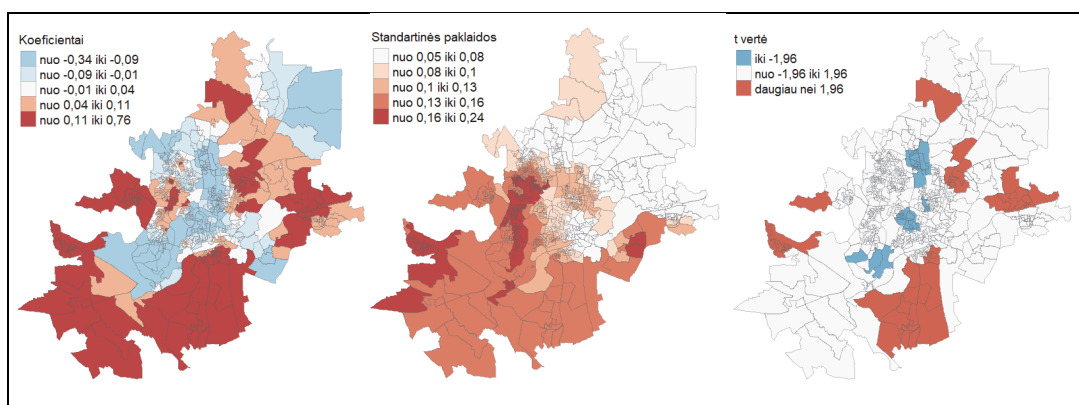 Koeficientai
nuo -0,34 iki -0,09
nuo -0,09 iki -0,01
nuo -0,01 iki 0,04
nuo 0,04 iki 0,11
nuo 0,11 iki 0,76
Standartinės paklaidos
nuo 0,05 iki 0,08
nuo 0,08 iki 0,1
nuo 0,1 iki 0,13
nuo 0,13 iki 0,16
nuo 0,16 iki 0,24
t vertė
iki -1,96
nuo -1,96 iki 1,96
daugiau nei 1,96